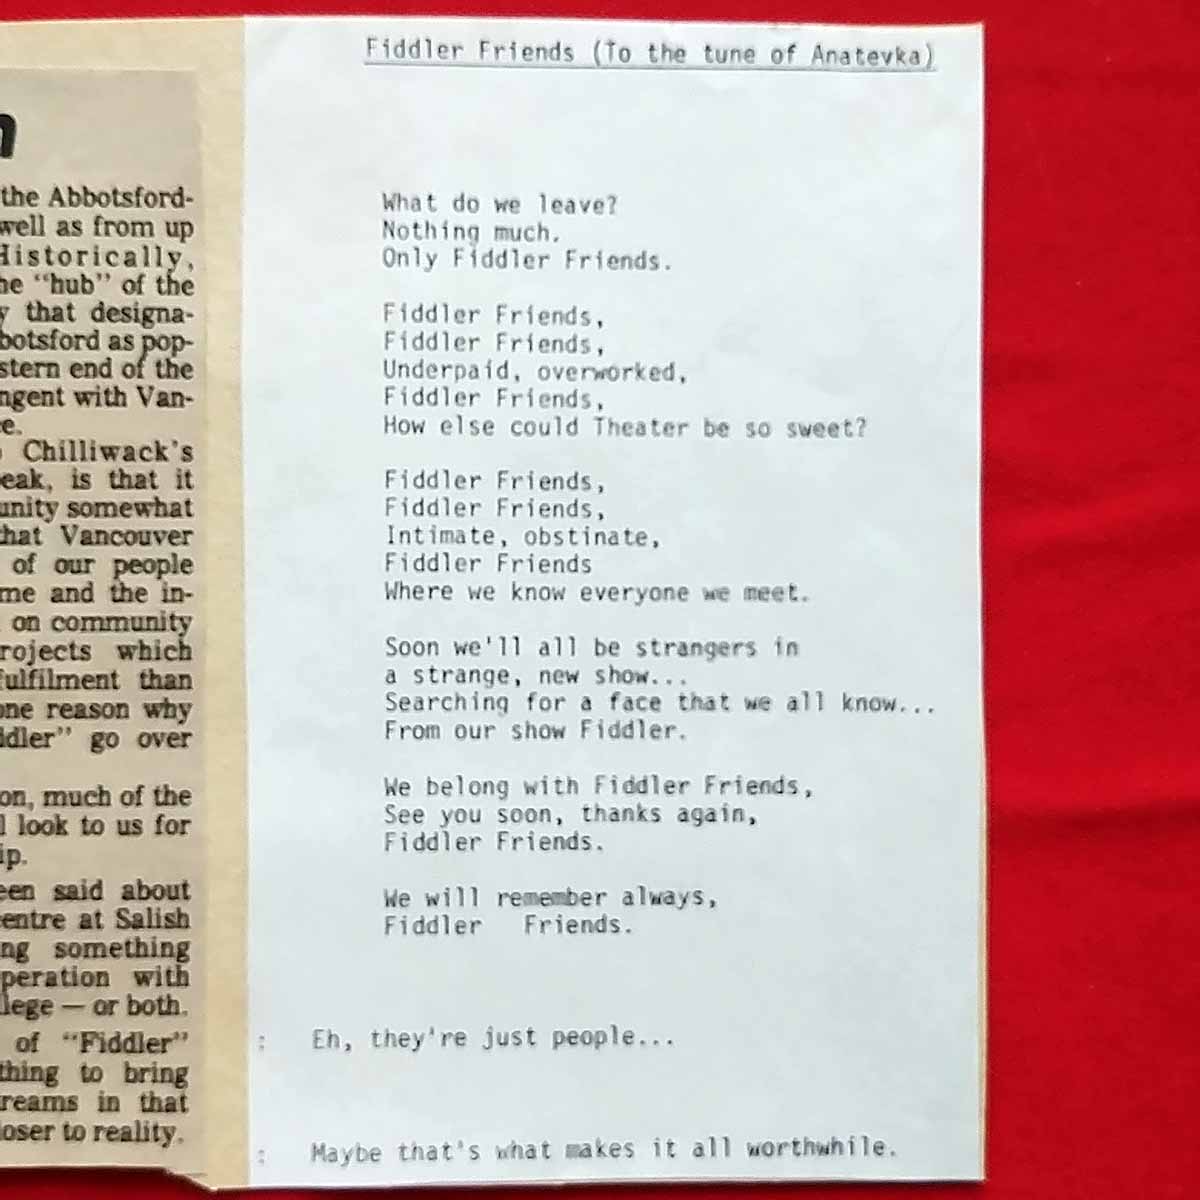 n
the Abbotsford-
well as from up
Historically,
he "hub" of the
y that designa-
botsford as pop-
stern end of the
ngent with Van-
e.
Chilliwack's
eak, is that it
unity somewhat
that Vancouver
of our people
me and the in-
on community
rojects which
fulfilment than
one reason why
ddler" go over
on, much of the
l look to us for
ip.
een said about
entre at Salish
ng something
peration with
llege — or both.
of "Fiddler"
thing to bring
reams in that
loser to reality.
Fiddler Friends (To the tune of Anatevka)
What do we leave?
Nothing much.
Only Fiddler Friends.
Fiddler Friends,
Fiddler Friends,
Underpaid, overworked,
Fiddler Friends,
How else could Theater be so sweet?
Fiddler Friends,
Fiddler Friends,
Intimate, obstinate,
Fiddler Friends
Where we know everyone we meet.
Soon we'll all be strangers in
a strange, new show...
Searching for a face that we all know...
From our show Fiddler.
We belong with Fiddler Friends,
See you soon, thanks again,
Fiddler Friends.
We will remember always,
Fiddler Friends.
: Eh, they're just people...
: Maybe that's what makes it all worthwhile.